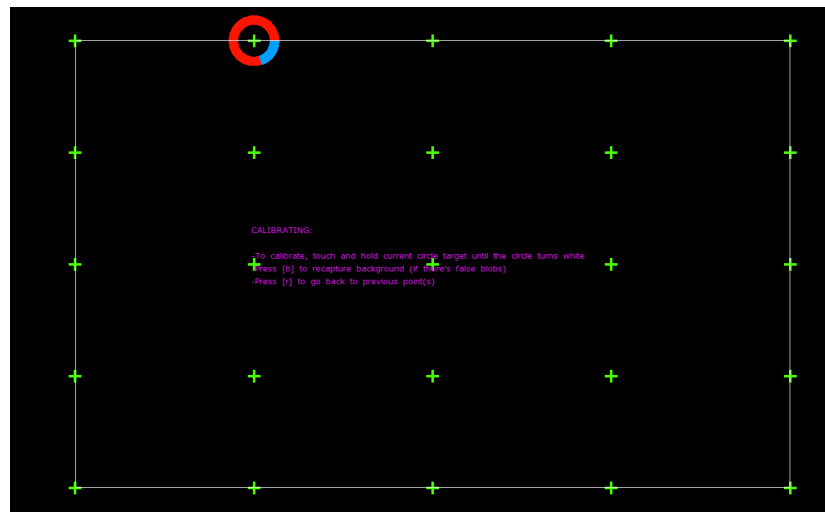 CALIBRATING:
-To calibrate, touch and hold current circle target until the circle turns white
-Press [b] to recapture background (if there's false blobs)
-Press [r] to go back to previous point(s)